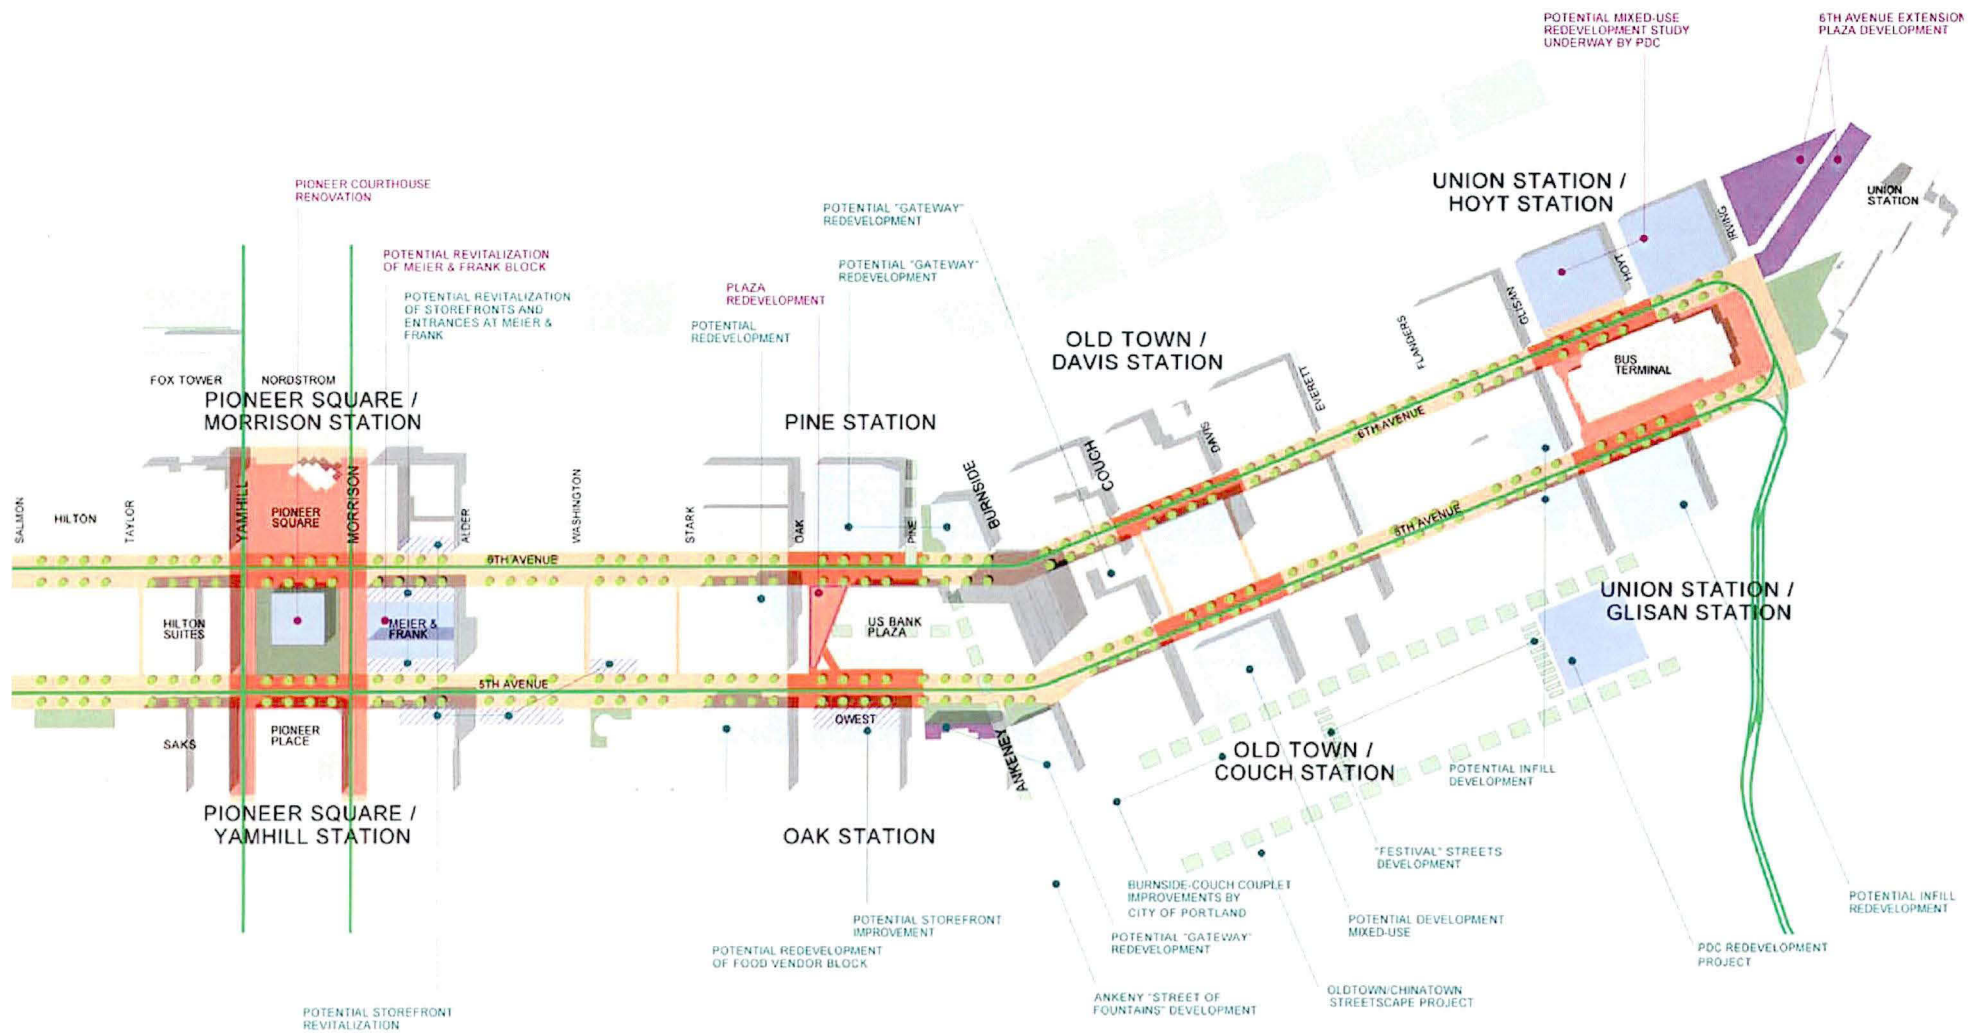 POTENTIAL MIXED-USE
REDEVELOPMENT STUDY
UNDERWAY BY PDC
6TH AVENUE EXTENSION
PLAZA DEVELOPMENT
PIONEER COURTHOUSE
RENOVATION
POTENTIAL "GATEWAY"
REDEVELOPMENT
UNION STATION /
HOYT STATION
UNION
STATION
IRVING
HOYT
POTENTIAL REVITALIZATION
OF MEIER & FRANK BLOCK
POTENTIAL "GATEWAY"
REDEVELOPMENT
POTENTIAL REVITALIZATION
OF STOREFRONTS AND
ENTRANCES AT MEIER &
FRANK
PLAZA
REDEVELOPMENT
POTENTIAL
REDEVELOPMENT
OLD TOWN /
DAVIS STATION
FLANDERS
GLISAN
BUS
TERMINAL
FOX TOWER
NORDSTROM
PIONEER SQUARE /
MORRISON STATION
PINE STATION
EVERETT
6TH AVENUE
DAVIS
COUCH
BURNSIDE
SALMON
HILTON
TAYLOR
YAMHILL
PIONEER
SQUARE
MORRISON
ALDER
WASHINGTON
STARK
OAK
PINE
5TH AVENUE
6TH AVENUE
UNION STATION /
GLISAN STATION
HILTON
SUITES
MEIER &
FRANK
US BANK
PLAZA
5TH AVENUE
SAKS
PIONEER
PLACE
QWEST
ANKENEY
OLD TOWN /
COUCH STATION
POTENTIAL INFILL
DEVELOPMENT
PIONEER SQUARE /
YAMHILL STATION
OAK STATION
"FESTIVAL" STREETS
DEVELOPMENT
BURNSIDE-COUCH COUPLET
IMPROVEMENTS BY
CITY OF PORTLAND
POTENTIAL INFILL
REDEVELOPMENT
POTENTIAL STOREFRONT
IMPROVEMENT
POTENTIAL DEVELOPMENT
MIXED-USE
POTENTIAL "GATEWAY"
REDEVELOPMENT
POTENTIAL REDEVELOPMENT
OF FOOD VENDOR BLOCK
PDC REDEVELOPMENT
PROJECT
ANKENY "STREET OF
FOUNTAINS" DEVELOPMENT
OLDTOWN/CHINATOWN
STREETSCAPE PROJECT
POTENTIAL STOREFRONT
REVITALIZATION